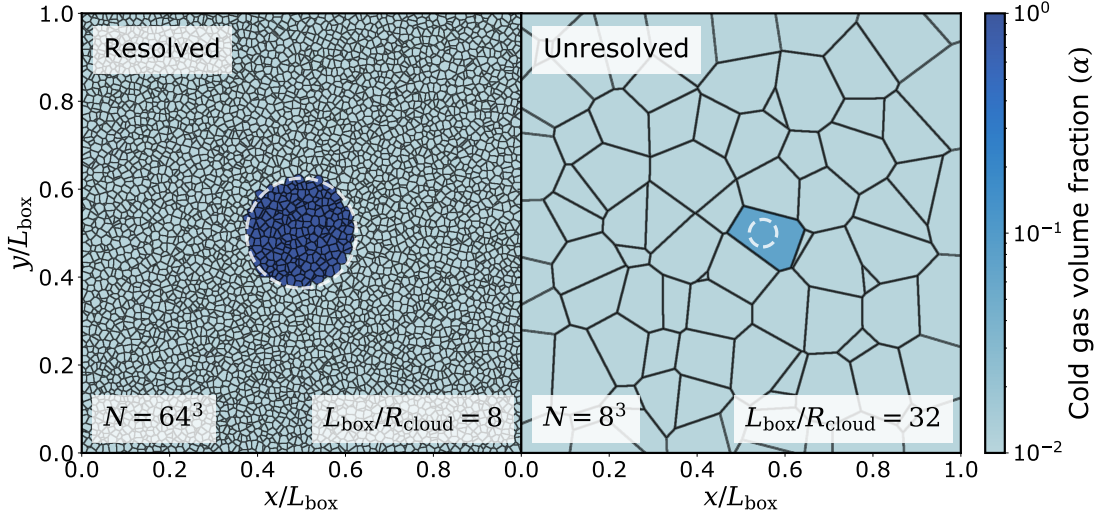 Resolved
Unresolved
N = 64³
L_box/R_cloud = 8
N = 8³
L_box/R_cloud = 32
1.0
0.8
0.6
0.4
0.2
0.0
y/L_box
0.0 0.2 0.4 0.6 0.8 0.0 0.2 0.4 0.6 0.8 1.0
x/L_box
x/L_box
10⁰
10⁻¹
10⁻²
Cold gas volume fraction (α)